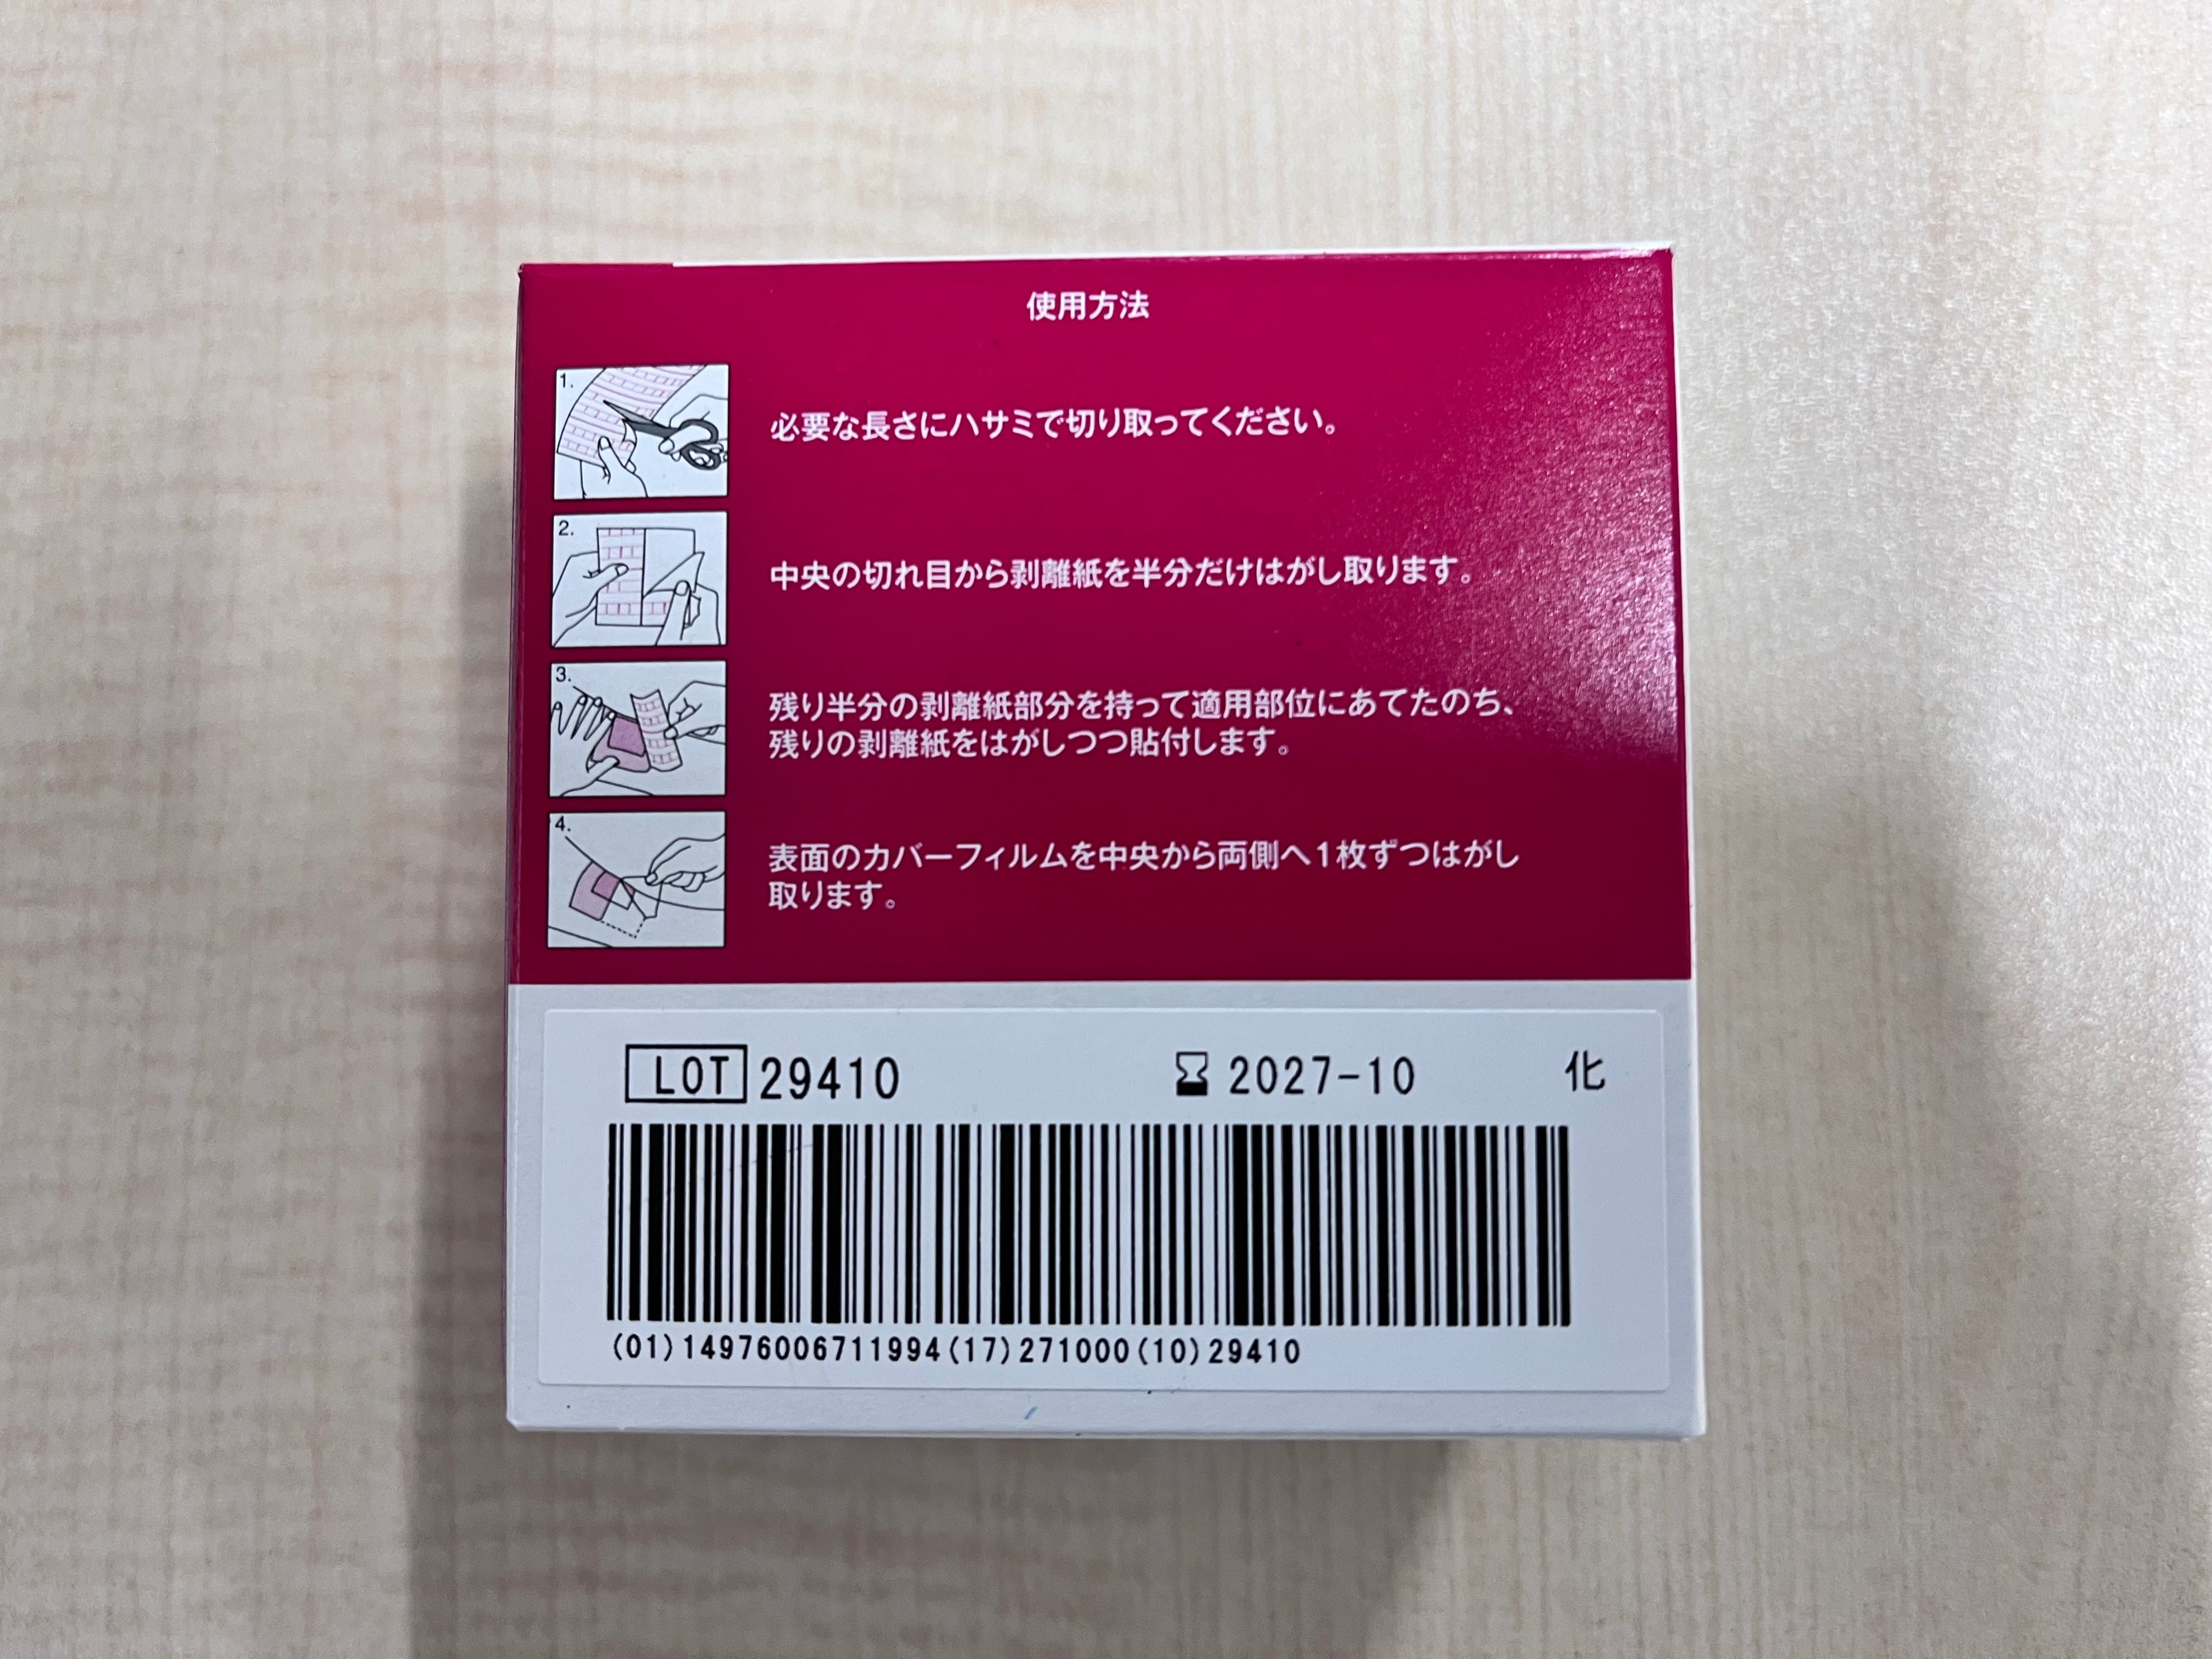 使用方法
1.
必要な長さにハサミで切り取ってください。
2.
中央の切れ目から剥離紙を半分だけはがし取ります。
3.
残り半分の剥離紙部分を持って適用部位にあてたのち、
残りの剥離紙をはがしつつ貼付します。
4.
表面のカバーフィルムを中央から両側へ1枚ずつはがし
取ります。
LOT 29410 2027-10 化
(01)14976006711994(17)271000(10)29410